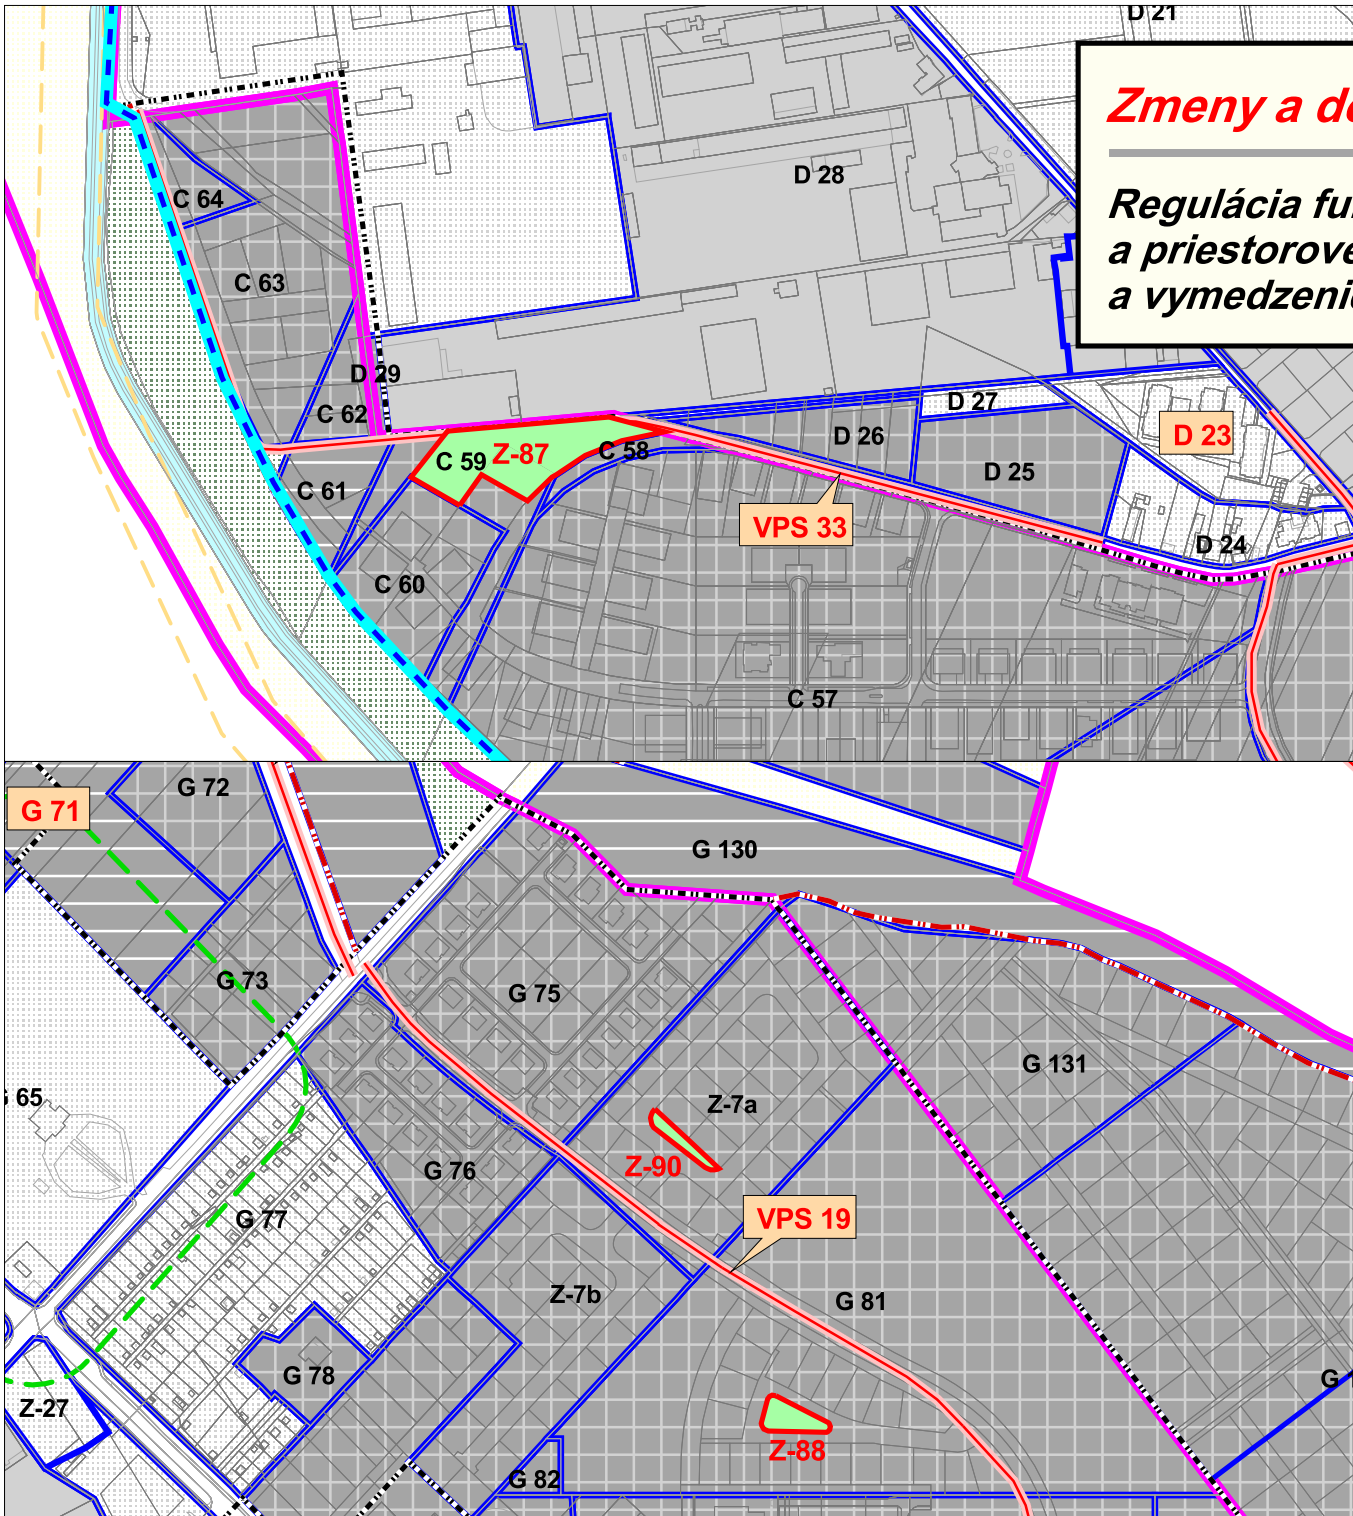 D 21
Zmeny a do
Regulácia fu
a priestorové
a vymedzeni
D 28
C 64
C 63
D 29
C 62
D 27
D 26
D 23
C 59
Z-87
C 58
D 25
C 61
VPS 33
D 24
C 60
C 57
G 72
G 71
G 130
G 73
G 75
G 131
65
Z-7a
G 76
Z-90
G 77
VPS 19
Z-7b
G 81
G 78
G
Z-27
Z-88
G 82